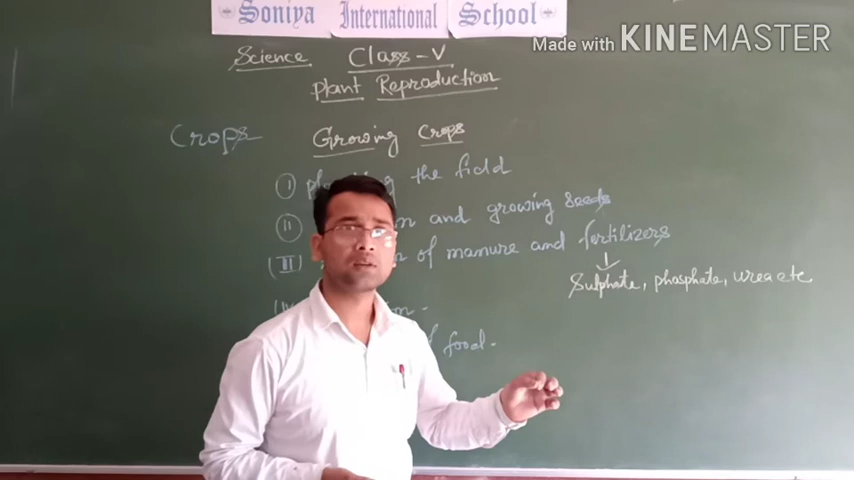 Soniya International School
Made with KINEMASTER
Science Class-V
Plant Reproduction
Crops Growing Crops
(I) the field
(II) and growing seeds
(III) of manure and fertilizers
Sulphate, phosphate, urea etc
food.